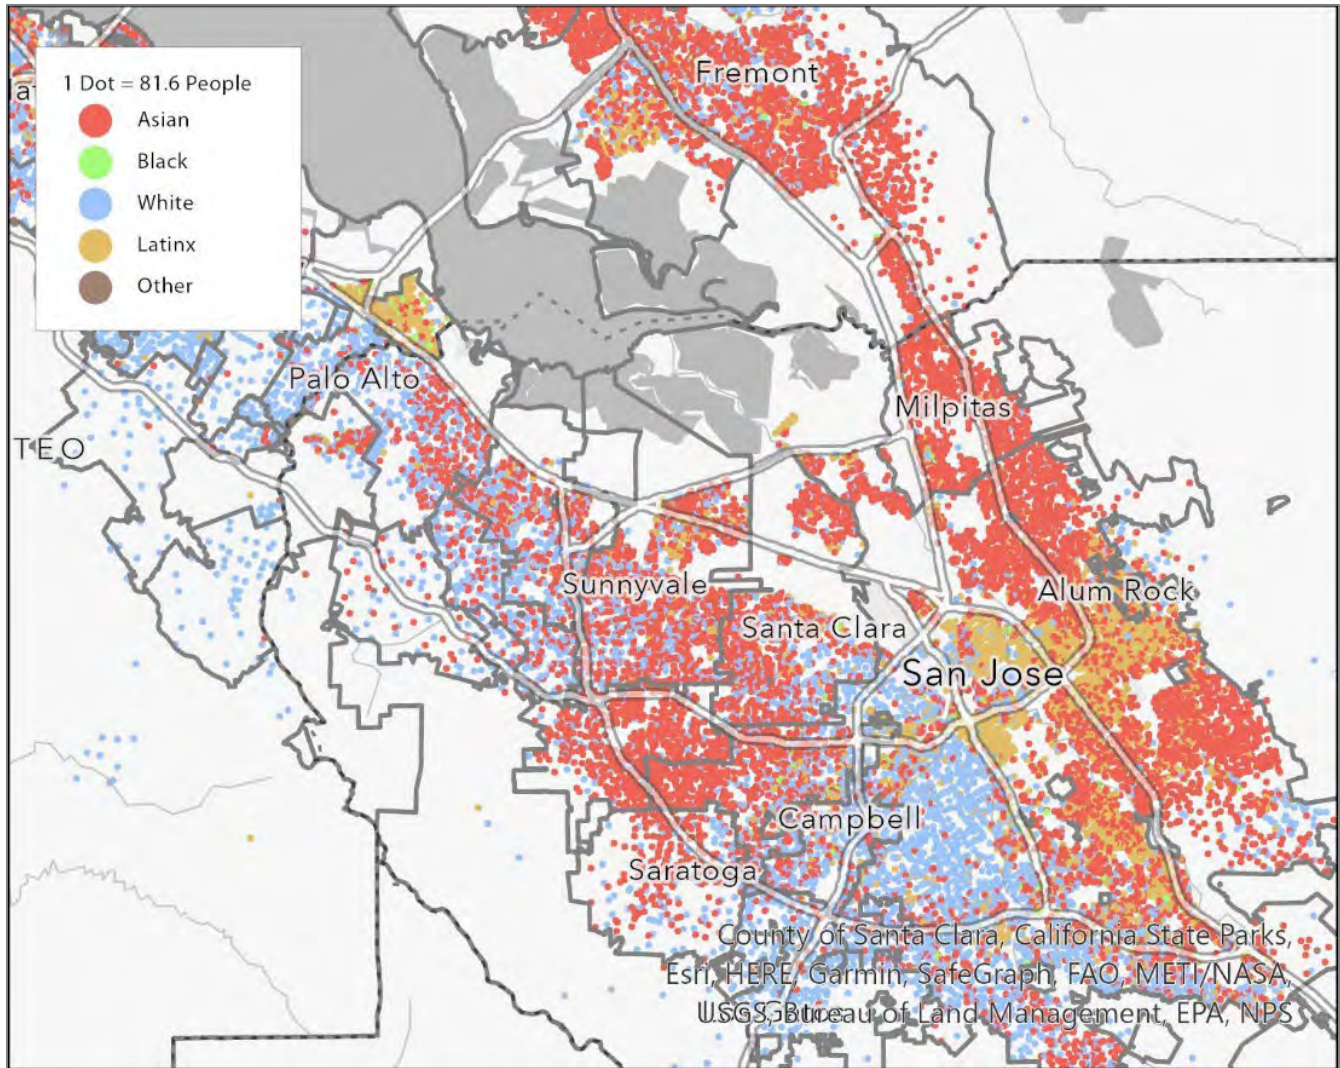 1 Dot = 81.6 People
Asian
Black
White
Latinx
Other
Fremont
Palo Alto
TEO
Milpitas
Sunnyvale
Alum Rock
Santa Clara
San Jose
Campbell
Saratoga
County of Santa Clara, California State Parks,
Esri, HERE, Garmin, SafeGraph, FAO, METI/NASA,
USGS, Bureau of Land Management, EPA, NPS